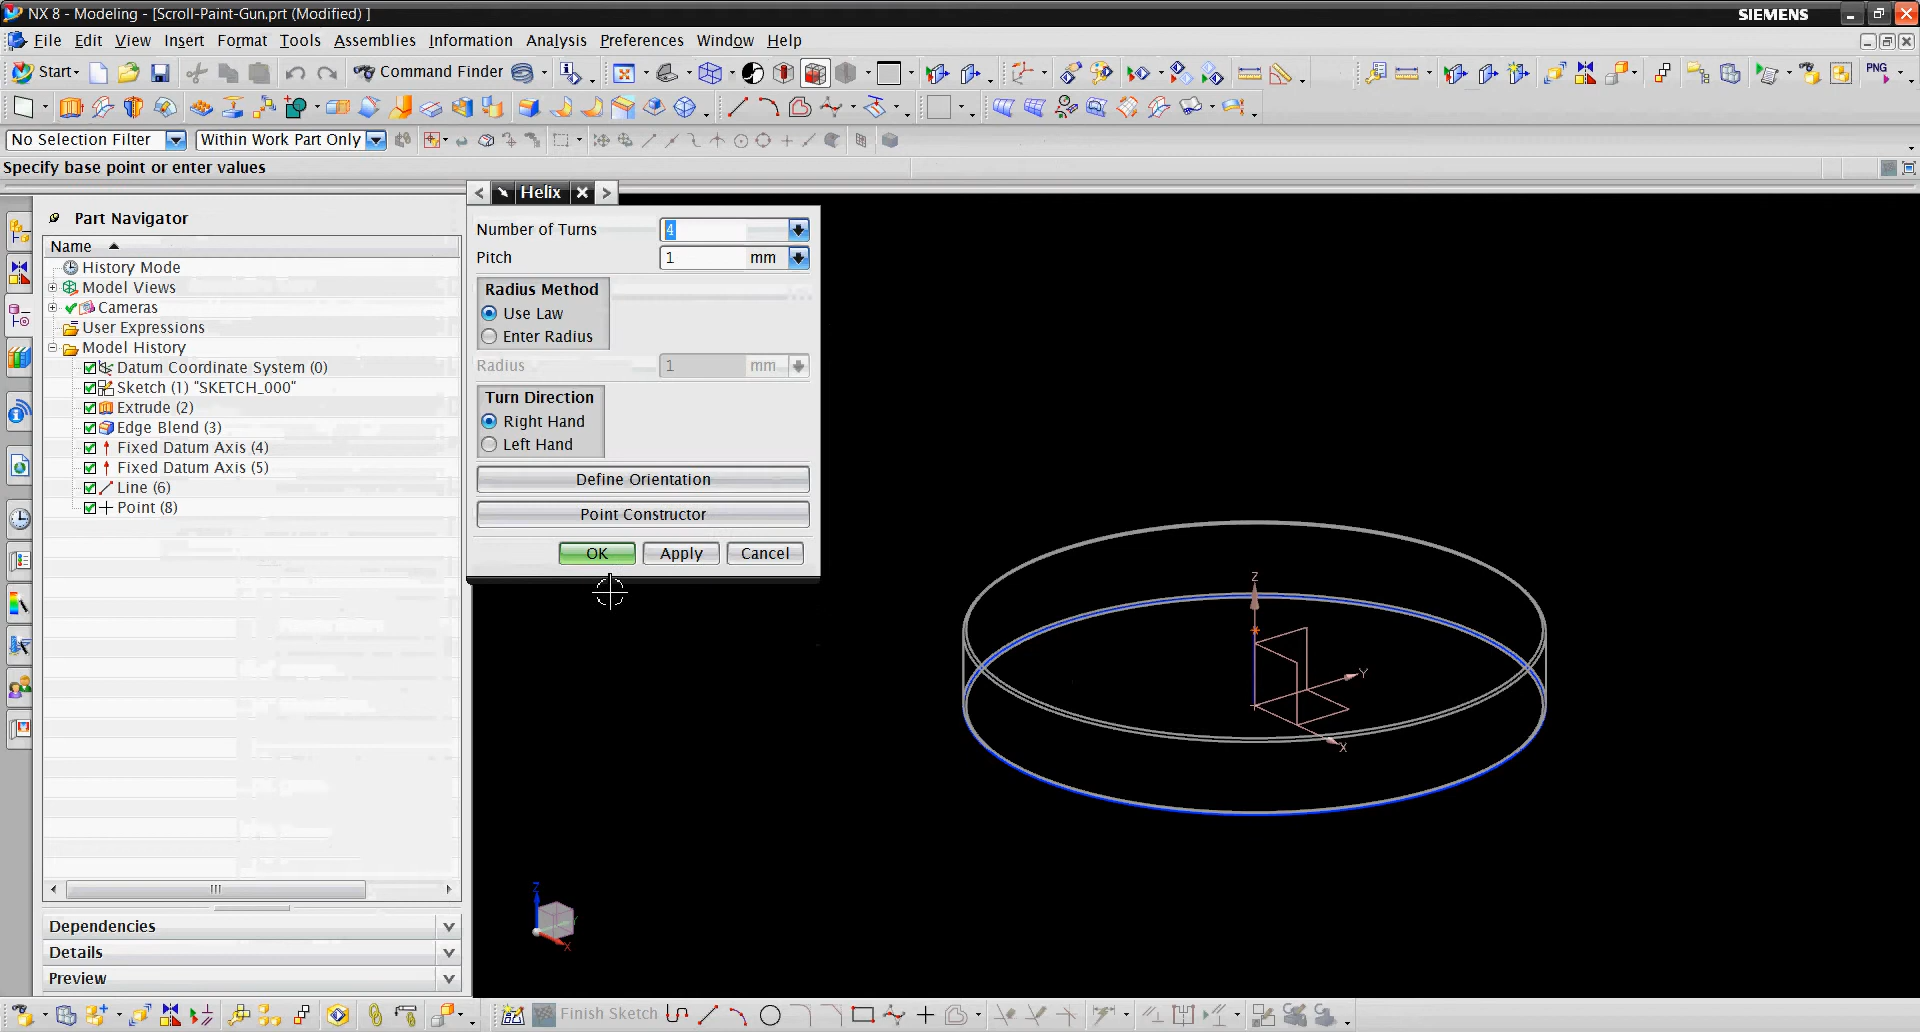 NX 8 - Modeling - [Scroll-Paint-Gun.prt (Modified) ]
SIEMENS
File Edit View Insert Format Tools Assemblies Information Analysis Preferences Window Help
Start
Command Finder
PNG
No Selection Filter
Within Work Part Only
Specify base point or enter values
Part Navigator
Name
History Mode
Model Views
Cameras
User Expressions
Model History
Datum Coordinate System (0)
Sketch (1) "SKETCH_000"
Extrude (2)
Edge Blend (3)
Fixed Datum Axis (4)
Fixed Datum Axis (5)
Line (6)
Point (8)
Dependencies
Details
Preview
Helix
Number of Turns 4
Pitch 1 mm
Radius Method
Use Law
Enter Radius
Radius 1 mm
Turn Direction
Right Hand
Left Hand
Define Orientation
Point Constructor
OK Apply Cancel
Z
Y
X
Z
X
Finish Sketch